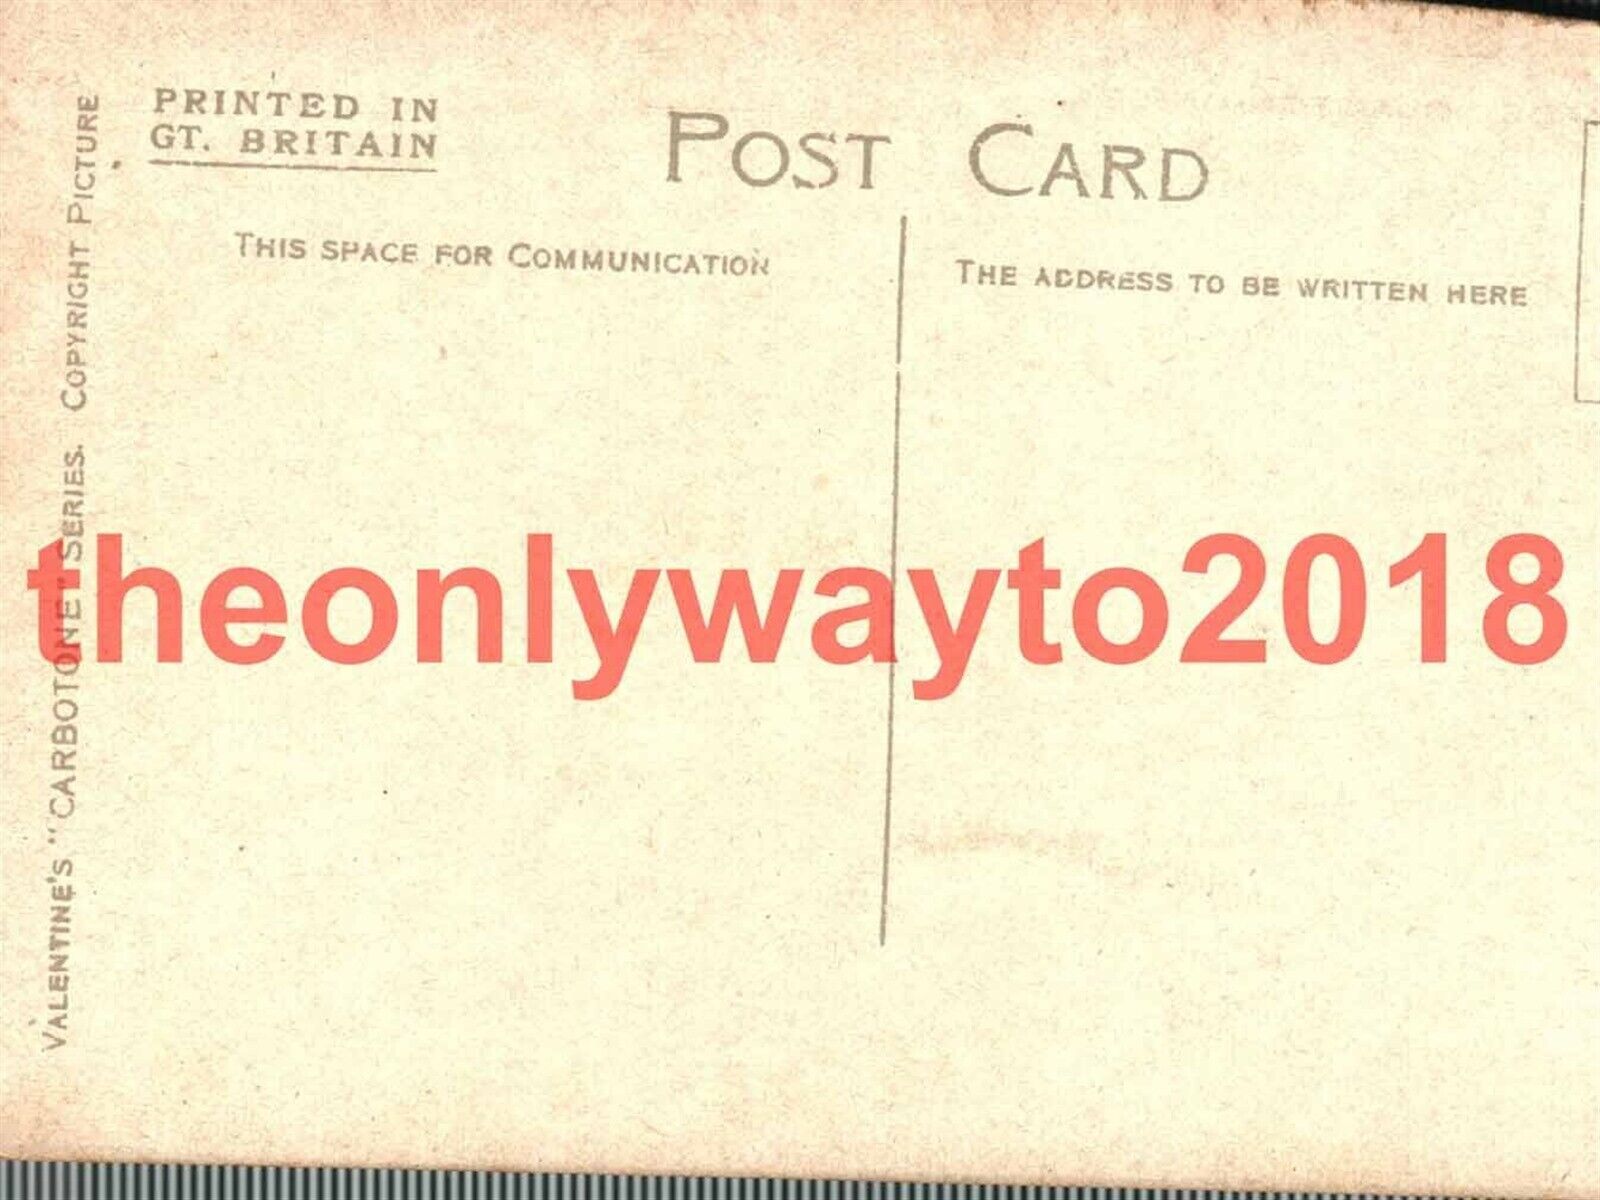 PRINTED IN
GT. BRITAIN
POST CARD
THIS SPACE FOR COMMUNICATION
THE ADDRESS TO BE WRITTEN HERE
VALENTINE'S "CARBOTONE" SERIES. COPYRIGHT PICTURE
theonlywayto2018